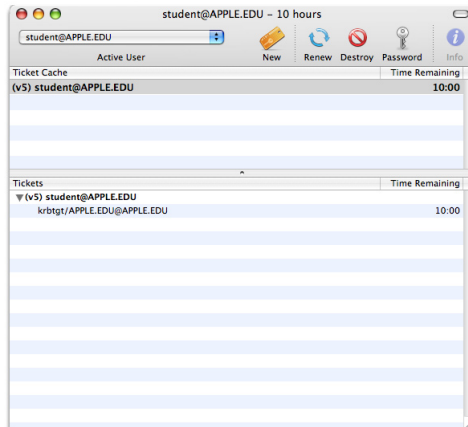 student@APPLE.EDU – 10 hours
student@APPLE.EDU
Active User New Renew Destroy Password Info
Ticket Cache Time Remaining
(v5) student@APPLE.EDU 10:00
Tickets Time Remaining
(v5) student@APPLE.EDU
krbtgt/APPLE.EDU@APPLE.EDU 10:00